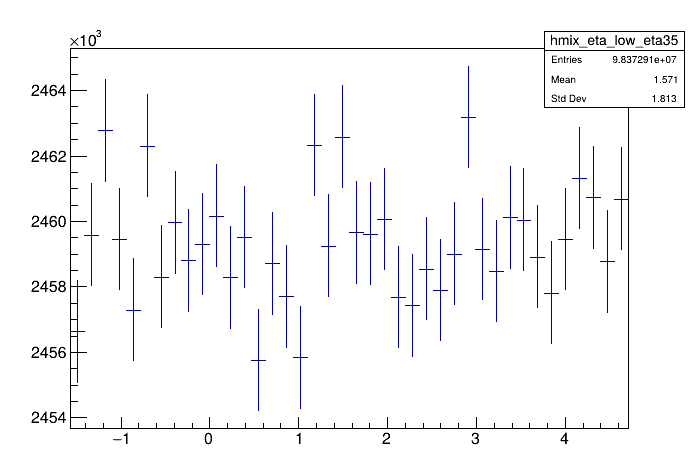 ×10³
hmix_eta_low_eta35
Entries 9.837291e+07
Mean 1.571
Std Dev 1.813
2464
2462
2460
2458
2456
2454
−1 0 1 2 3 4